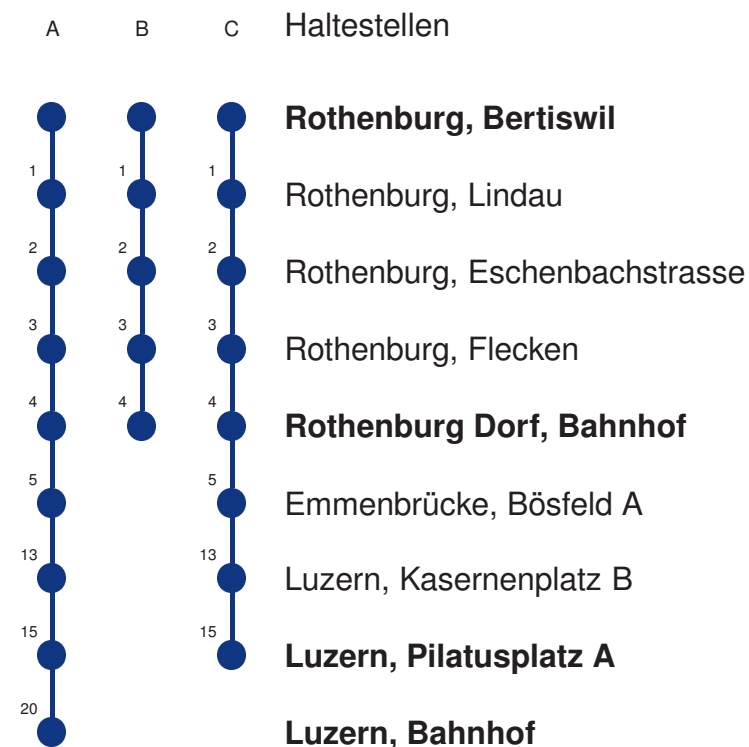 A B C Haltestellen
Rothenburg, Bertiswil
1 1 1 Rothenburg, Lindau
2 2 2 Rothenburg, Eschenbachstrasse
3 3 3 Rothenburg, Flecken
4 4 4 Rothenburg Dorf, Bahnhof
5 5 Emmenbrücke, Bösfeld A
13 13 Luzern, Kasernenplatz B
15 15 Luzern, Pilatusplatz A
20 Luzern, Bahnhof